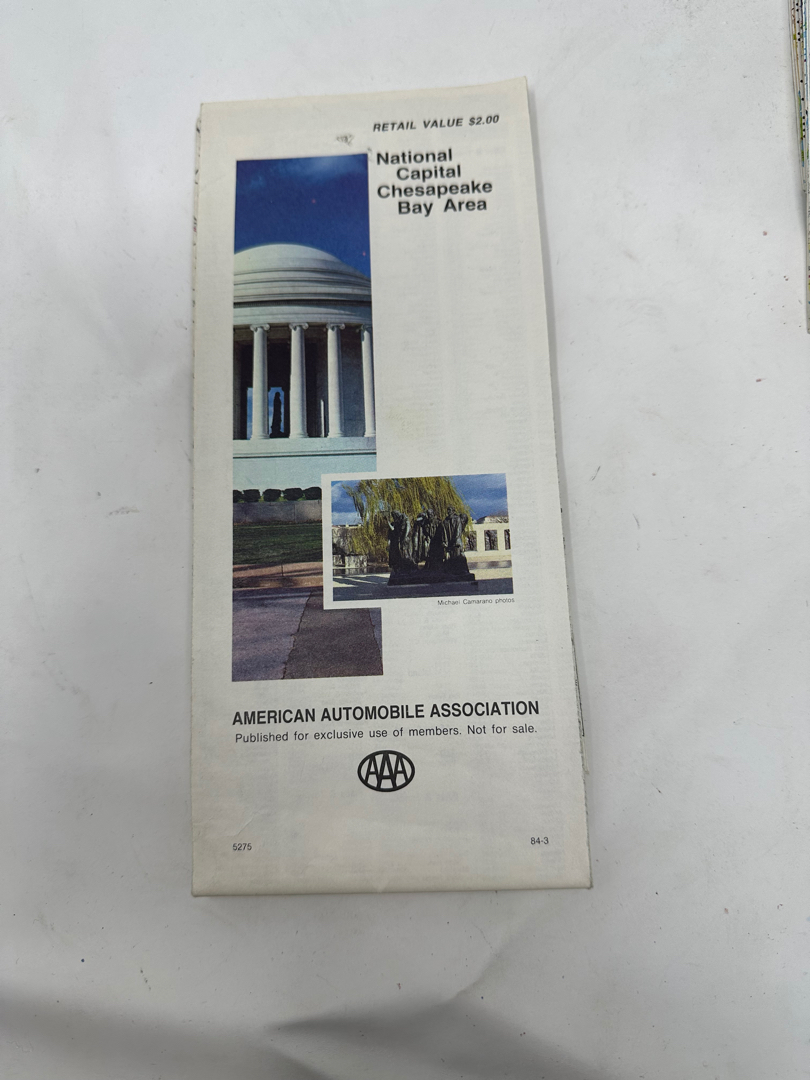 RETAIL VALUE $2.00
National
Capital
Chesapeake
Bay Area
Michael Camarano photos
AMERICAN AUTOMOBILE ASSOCIATION
Published for exclusive use of members. Not for sale.
AAA
5275
84-3